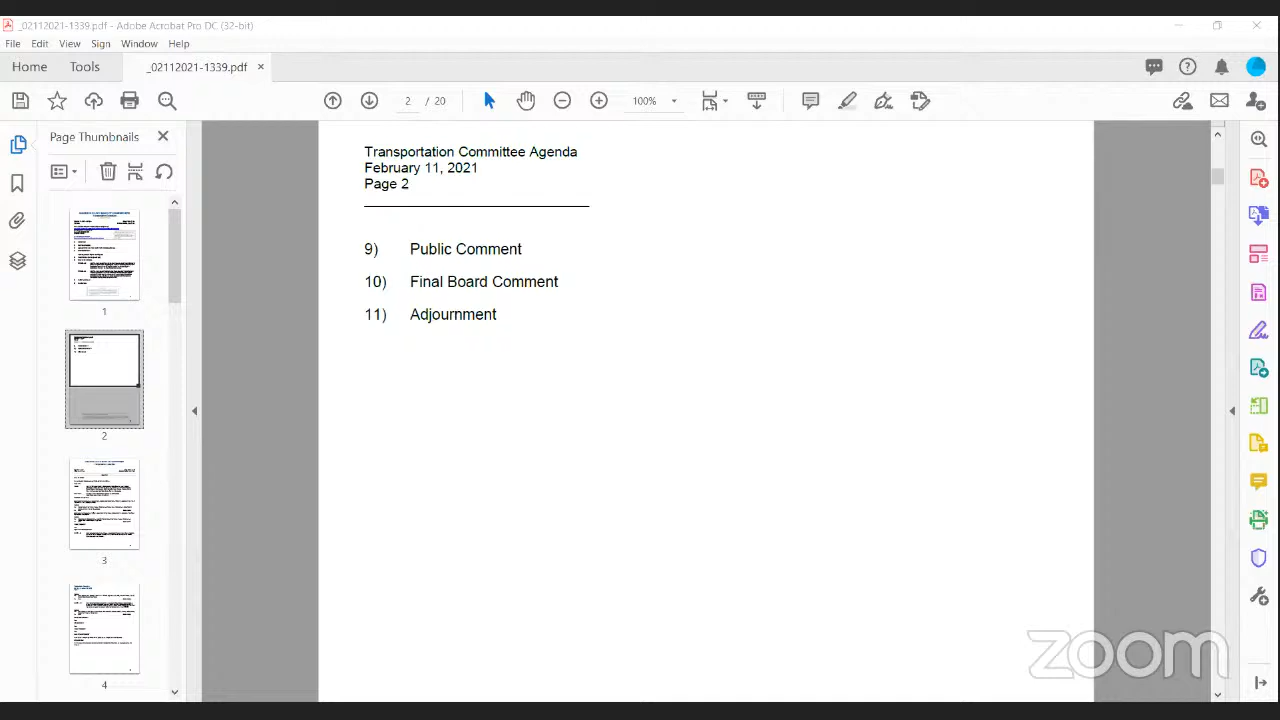 _02112021-1339.pdf - Adobe Acrobat Pro DC (32-bit)
File Edit View Sign Window Help
Home Tools _02112021-1339.pdf ×
2 / 20 100%
Page Thumbnails
1
2
3
4
Transportation Committee Agenda
February 11, 2021
Page 2
9) Public Comment
10) Final Board Comment
11) Adjournment
zoom